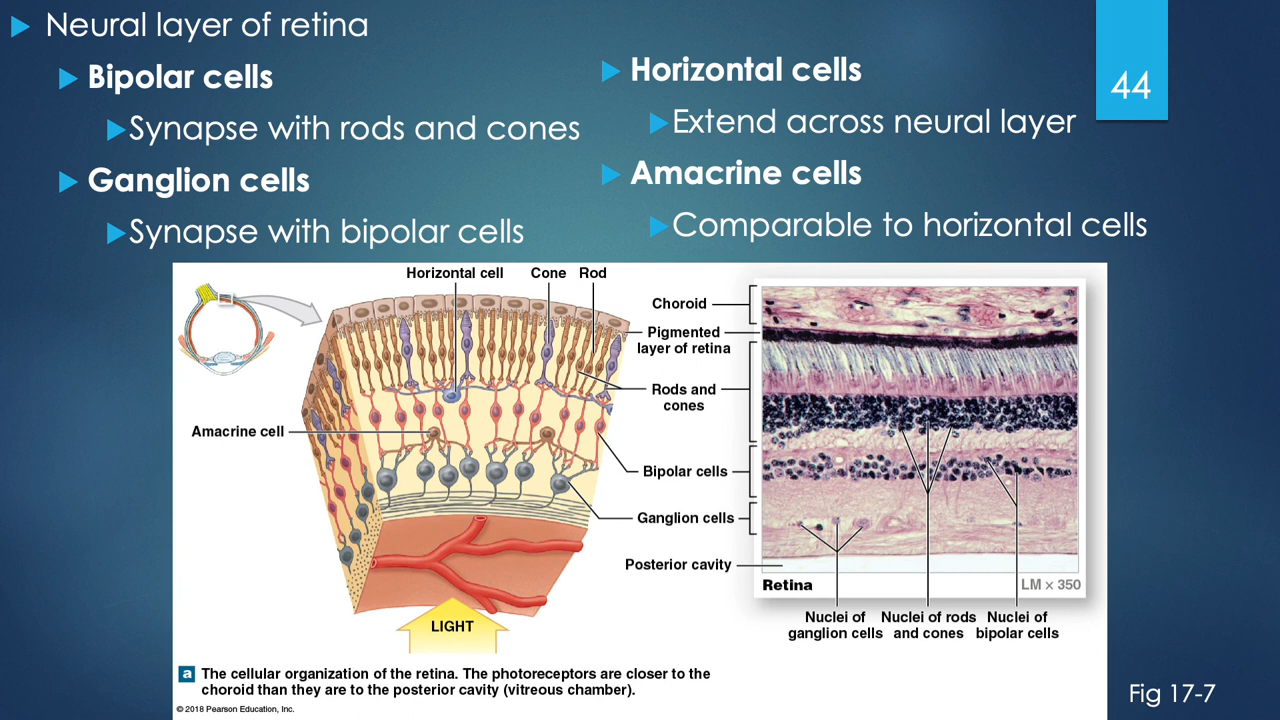 Neural layer of retina
Bipolar cells
Synapse with rods and cones
Ganglion cells
Synapse with bipolar cells
Horizontal cells
Extend across neural layer
Amacrine cells
Comparable to horizontal cells
44
Horizontal cell
Cone
Rod
Amacrine cell
LIGHT
Choroid
Pigmented
layer of retina
Rods and
cones
Bipolar cells
Ganglion cells
Posterior cavity
Retina
LM × 350
Nuclei of
ganglion cells
Nuclei of rods
and cones
Nuclei of
bipolar cells
a The cellular organization of the retina. The photoreceptors are closer to the
choroid than they are to the posterior cavity (vitreous chamber).
© 2018 Pearson Education, Inc.
Fig 17-7